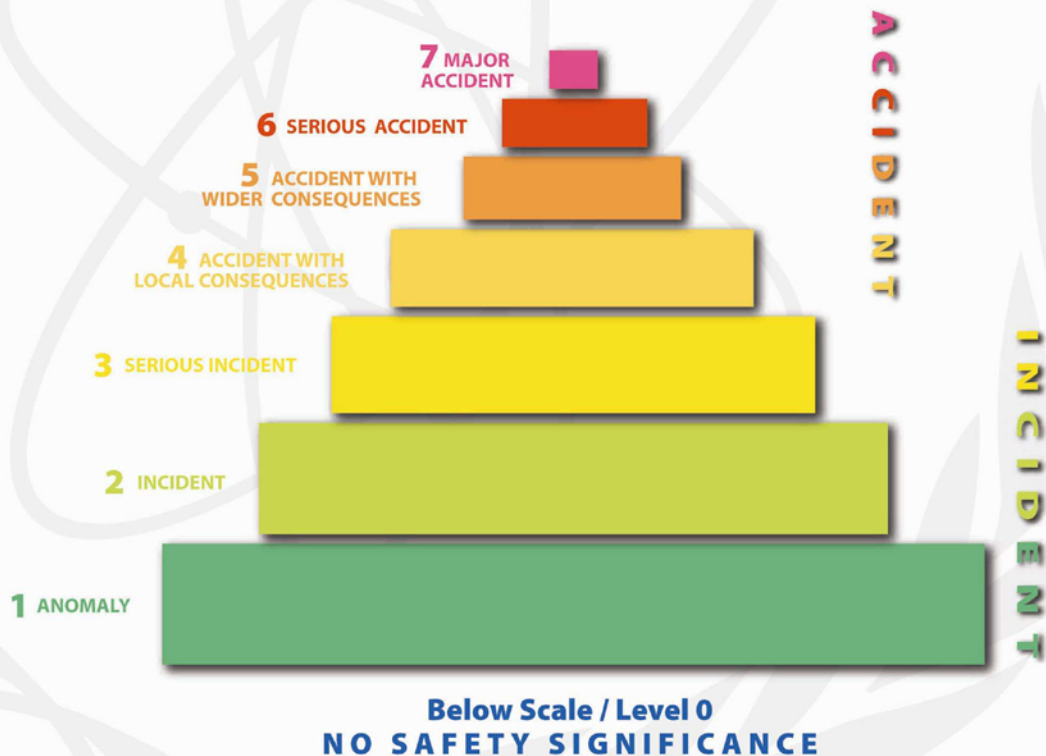 7 MAJOR
ACCIDENT
6 SERIOUS ACCIDENT
5 ACCIDENT WITH
WIDER CONSEQUENCES
4 ACCIDENT WITH
LOCAL CONSEQUENCES
3 SERIOUS INCIDENT
2 INCIDENT
1 ANOMALY
ACCIDENT
INCIDENT
Below Scale / Level 0
NO SAFETY SIGNIFICANCE